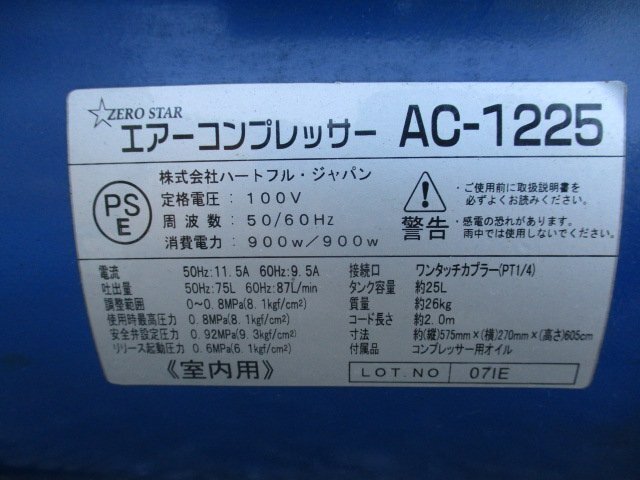 ZERO STAR
エアーコンプレッサー AC-1225
PSE
株式会社ハートフル・ジャパン
定格電圧：100V
周波数：50/60Hz
消費電力：900w/900w
警告
・ご使用前に取扱説明書を
必ずよくお読みください。
・感電の恐れがあります。
雨中では使用しないでください。
電流 50Hz:11.5A 60Hz:9.5A
吐出量 50Hz:75L 60Hz:87L/min
調整範囲 0〜0.8MPa(8.1kgf/cm²)
使用時最高圧力 0.8MPa(8.1kgf/cm²)
安全弁設定圧力 0.92MPa(9.3kgf/cm²)
リリース起動圧力 0.6MPa(6.1kgf/cm²)
接続口 ワンタッチカプラー(PT1/4)
タンク容量 約25L
質量 約26kg
コード長さ 約2.0m
寸法 約(縦)575mm×(横)270mm×(高さ)605cm
付属品 コンプレッサー用オイル
《室内用》
LOT.NO 07IE